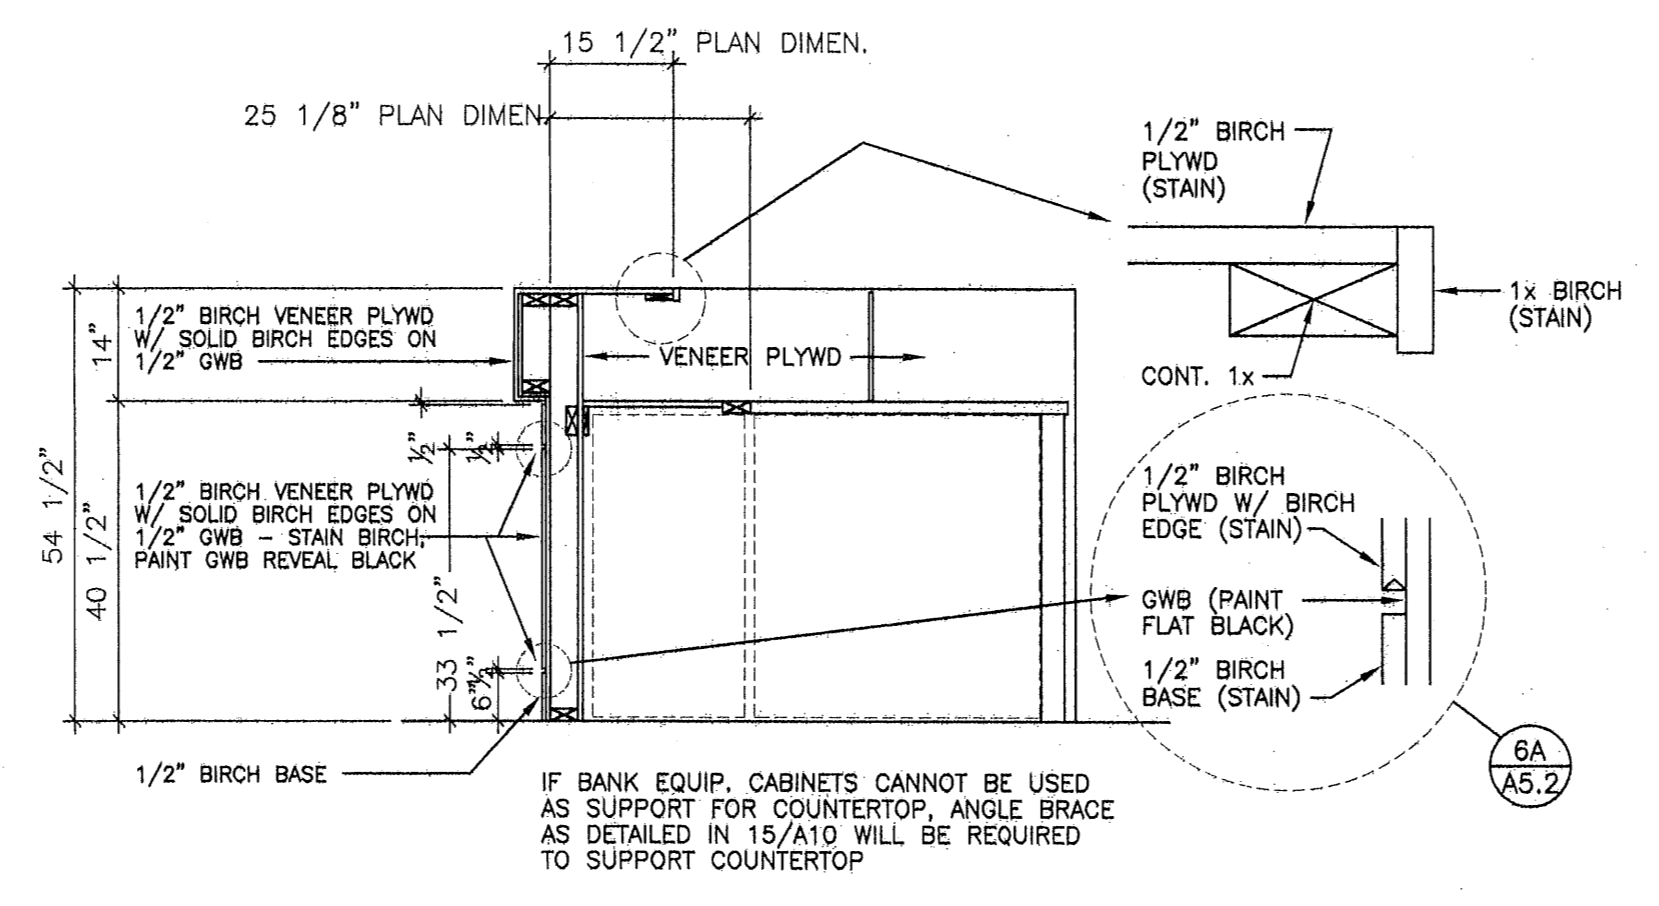 15 1/2" PLAN DIMEN.
25 1/8" PLAN DIMEN.
1/2" BIRCH
PLYWD
(STAIN)
1x BIRCH
(STAIN)
CONT. 1x
1/2" BIRCH VENEER PLYWD
W/ SOLID BIRCH EDGES ON
1/2" GWB
14"
VENEER PLYWD
54 1/2"
40 1/2"
½"
½"
1/2" BIRCH VENEER PLYWD
W/ SOLID BIRCH EDGES ON
1/2" GWB - STAIN BIRCH,
PAINT GWB REVEAL BLACK
33 1/2"
½"
6"
1/2" BIRCH BASE
1/2" BIRCH
PLYWD W/ BIRCH
EDGE (STAIN)
GWB (PAINT
FLAT BLACK)
1/2" BIRCH
BASE (STAIN)
6A
A5.2
IF BANK EQUIP. CABINETS CANNOT BE USED
AS SUPPORT FOR COUNTERTOP, ANGLE BRACE
AS DETAILED IN 15/A10 WILL BE REQUIRED
TO SUPPORT COUNTERTOP